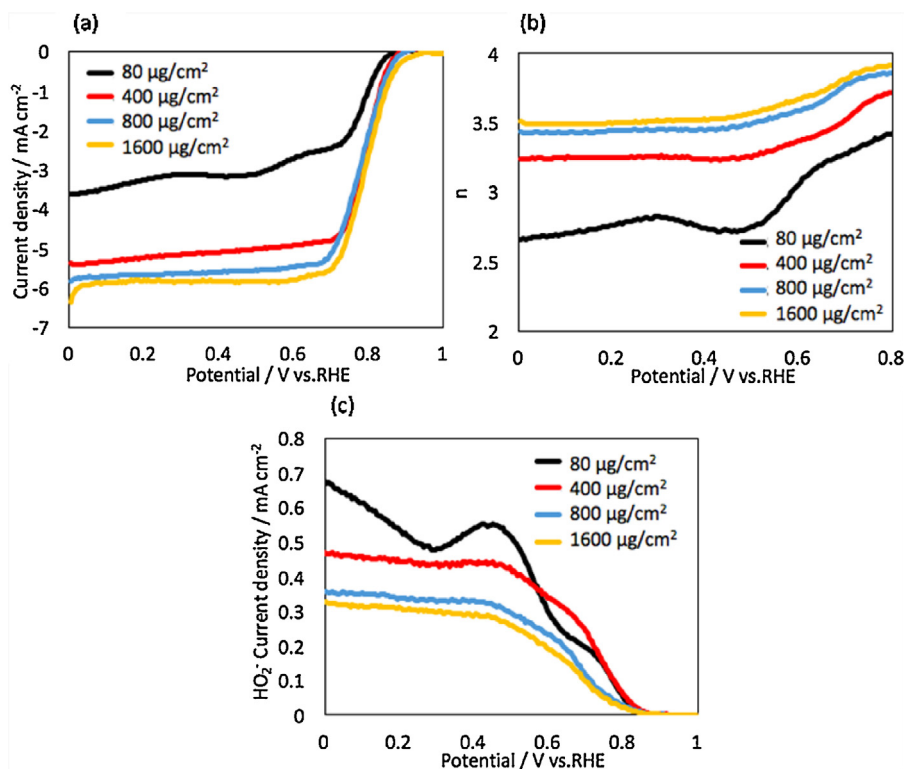 (a)
0
-1
-2
-3
-4
-5
-6
-7
Current density / mA cm⁻²
80 µg/cm²
400 µg/cm²
800 µg/cm²
1600 µg/cm²
0 0.2 0.4 0.6 0.8 1
Potential / V vs.RHE
(b)
4
3.5
3
2.5
2
n
80 µg/cm²
400 µg/cm²
800 µg/cm²
1600 µg/cm²
0 0.2 0.4 0.6 0.8
Potential / V vs.RHE
(c)
0.8
0.7
0.6
0.5
0.4
0.3
0.2
0.1
0
HO₂⁻ Current density / mA cm⁻²
80 µg/cm²
400 µg/cm²
800 µg/cm²
1600 µg/cm²
0 0.2 0.4 0.6 0.8 1
Potential / V vs.RHE